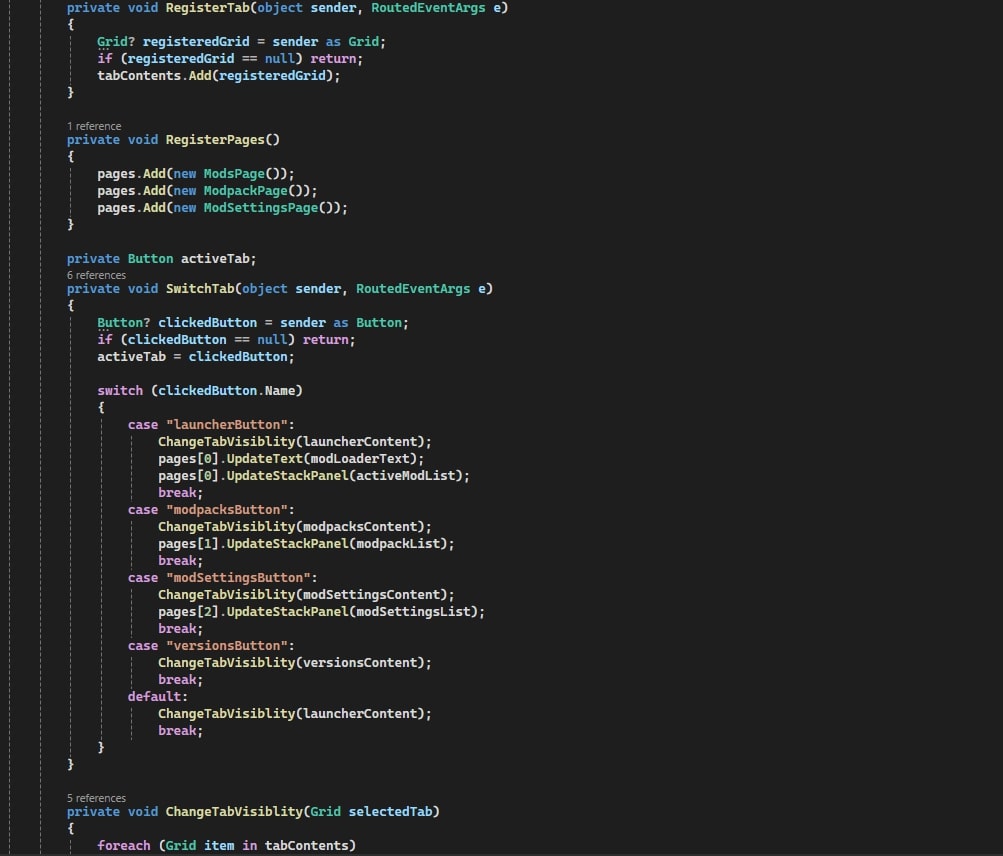 private void RegisterTab(object sender, RoutedEventArgs e)
{
Grid? registeredGrid = sender as Grid;
if (registeredGrid == null) return;
tabContents.Add(registeredGrid);
}
1 reference
private void RegisterPages()
{
pages.Add(new ModsPage());
pages.Add(new ModpackPage());
pages.Add(new ModSettingsPage());
}
private Button activeTab;
6 references
private void SwitchTab(object sender, RoutedEventArgs e)
{
Button? clickedButton = sender as Button;
if (clickedButton == null) return;
activeTab = clickedButton;
switch (clickedButton.Name)
{
case "launcherButton":
ChangeTabVisiblity(launcherContent);
pages[0].UpdateText(modLoaderText);
pages[0].UpdateStackPanel(activeModList);
break;
case "modpacksButton":
ChangeTabVisiblity(modpacksContent);
pages[1].UpdateStackPanel(modpackList);
break;
case "modSettingsButton":
ChangeTabVisiblity(modSettingsContent);
pages[2].UpdateStackPanel(modSettingsList);
break;
case "versionsButton":
ChangeTabVisiblity(versionsContent);
break;
default:
ChangeTabVisiblity(launcherContent);
break;
}
}
5 references
private void ChangeTabVisiblity(Grid selectedTab)
{
foreach (Grid item in tabContents)